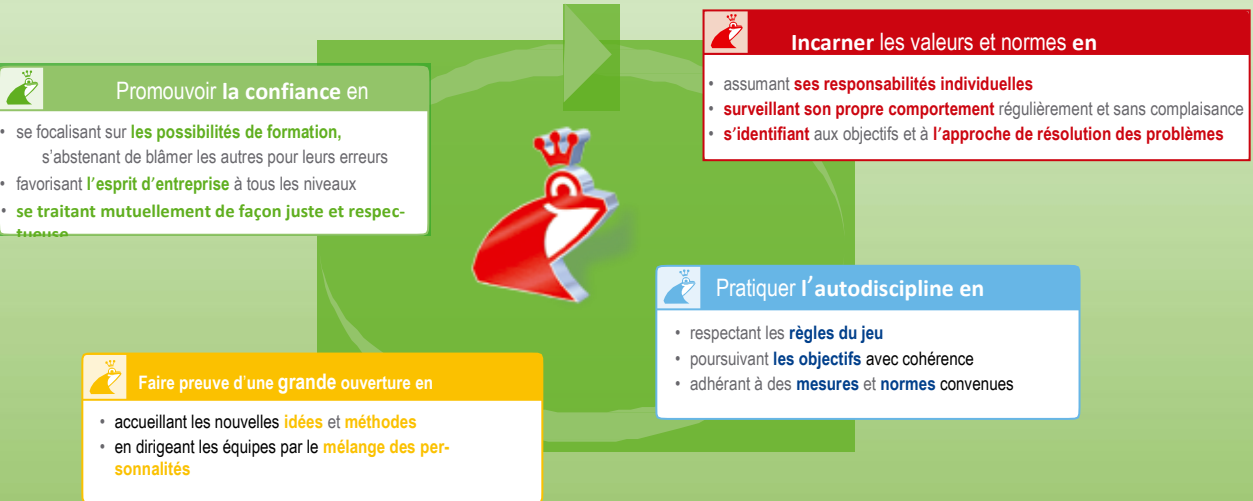 Promouvoir la confiance en
• se focalisant sur les possibilités de formation,
s'abstenant de blâmer les autres pour leurs erreurs
• favorisant l'esprit d'entreprise à tous les niveaux
• se traitant mutuellement de façon juste et respec-
tueuse
Incarner les valeurs et normes en
• assumant ses responsabilités individuelles
• surveillant son propre comportement régulièrement et sans complaisance
• s'identifiant aux objectifs et à l'approche de résolution des problèmes
Pratiquer l'autodiscipline en
• respectant les règles du jeu
• poursuivant les objectifs avec cohérence
• adhérant à des mesures et normes convenues
Faire preuve d'une grande ouverture en
• accueillant les nouvelles idées et méthodes
• en dirigeant les équipes par le mélange des per-
sonnalités